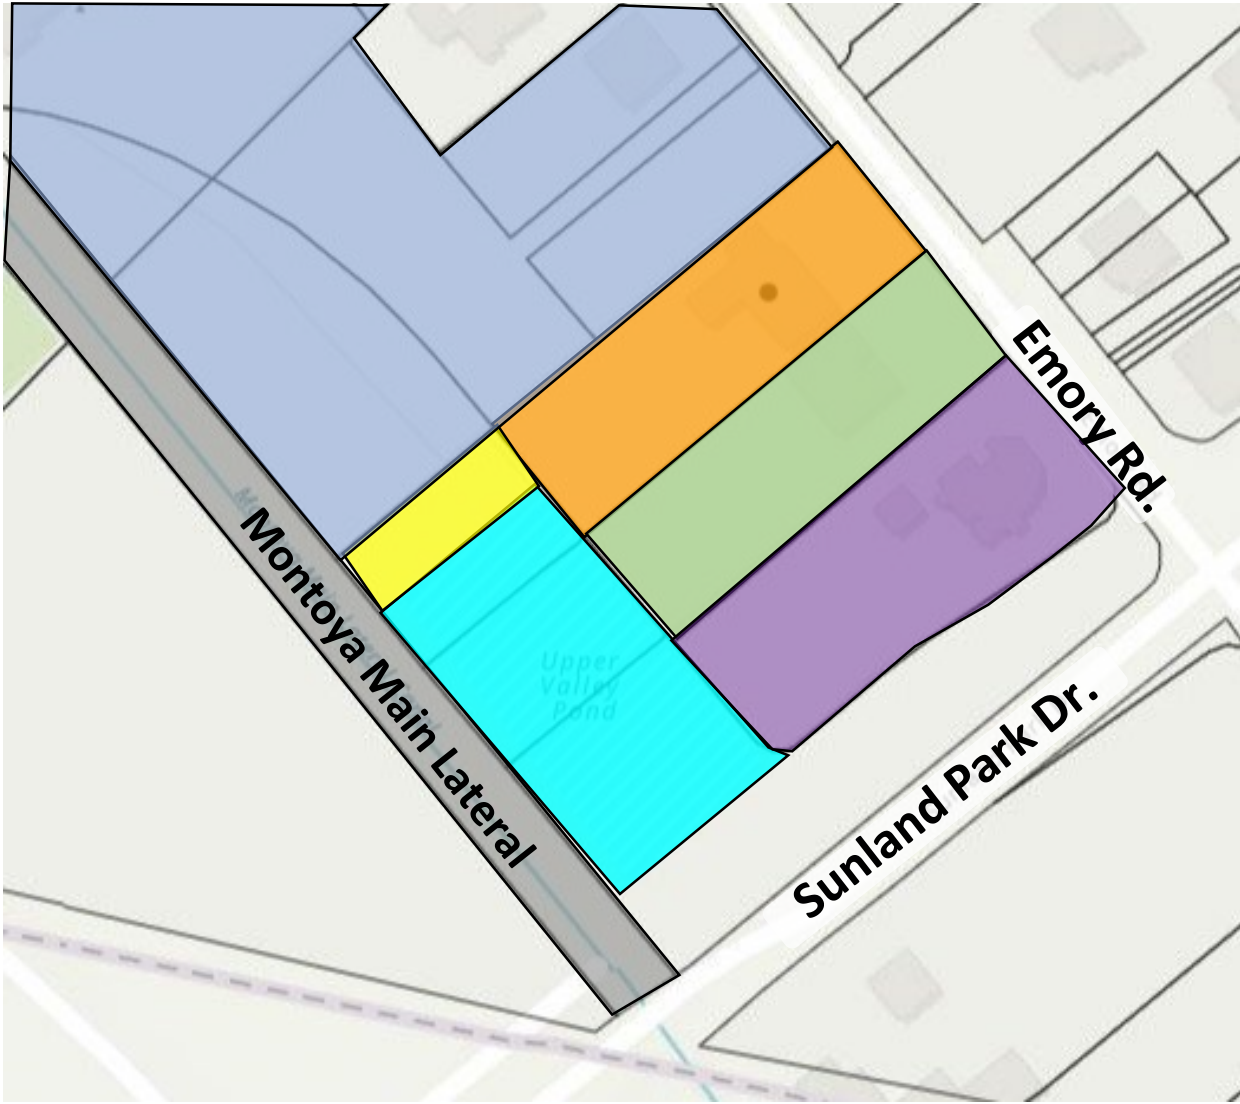 Emory Rd.
Montoya Main Lateral
Upper
Valley
Pond
Sunland Park Dr.